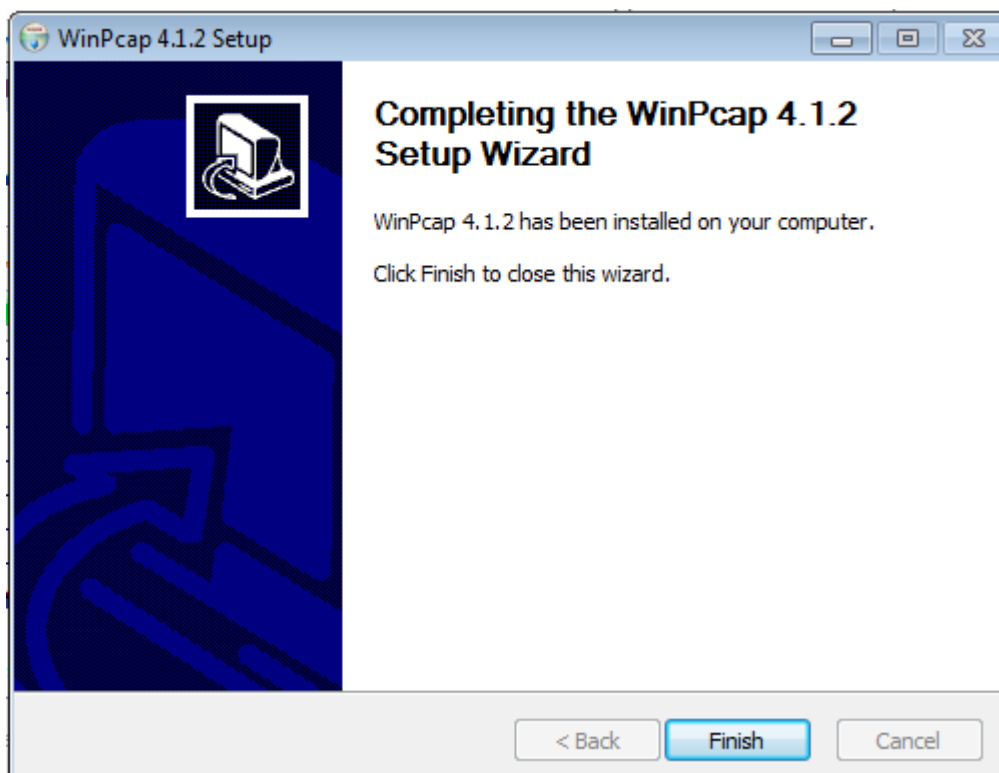 WinPcap 4.1.2 Setup
Completing the WinPcap 4.1.2
Setup Wizard
WinPcap 4.1.2 has been installed on your computer.
Click Finish to close this wizard.
< Back
Finish
Cancel